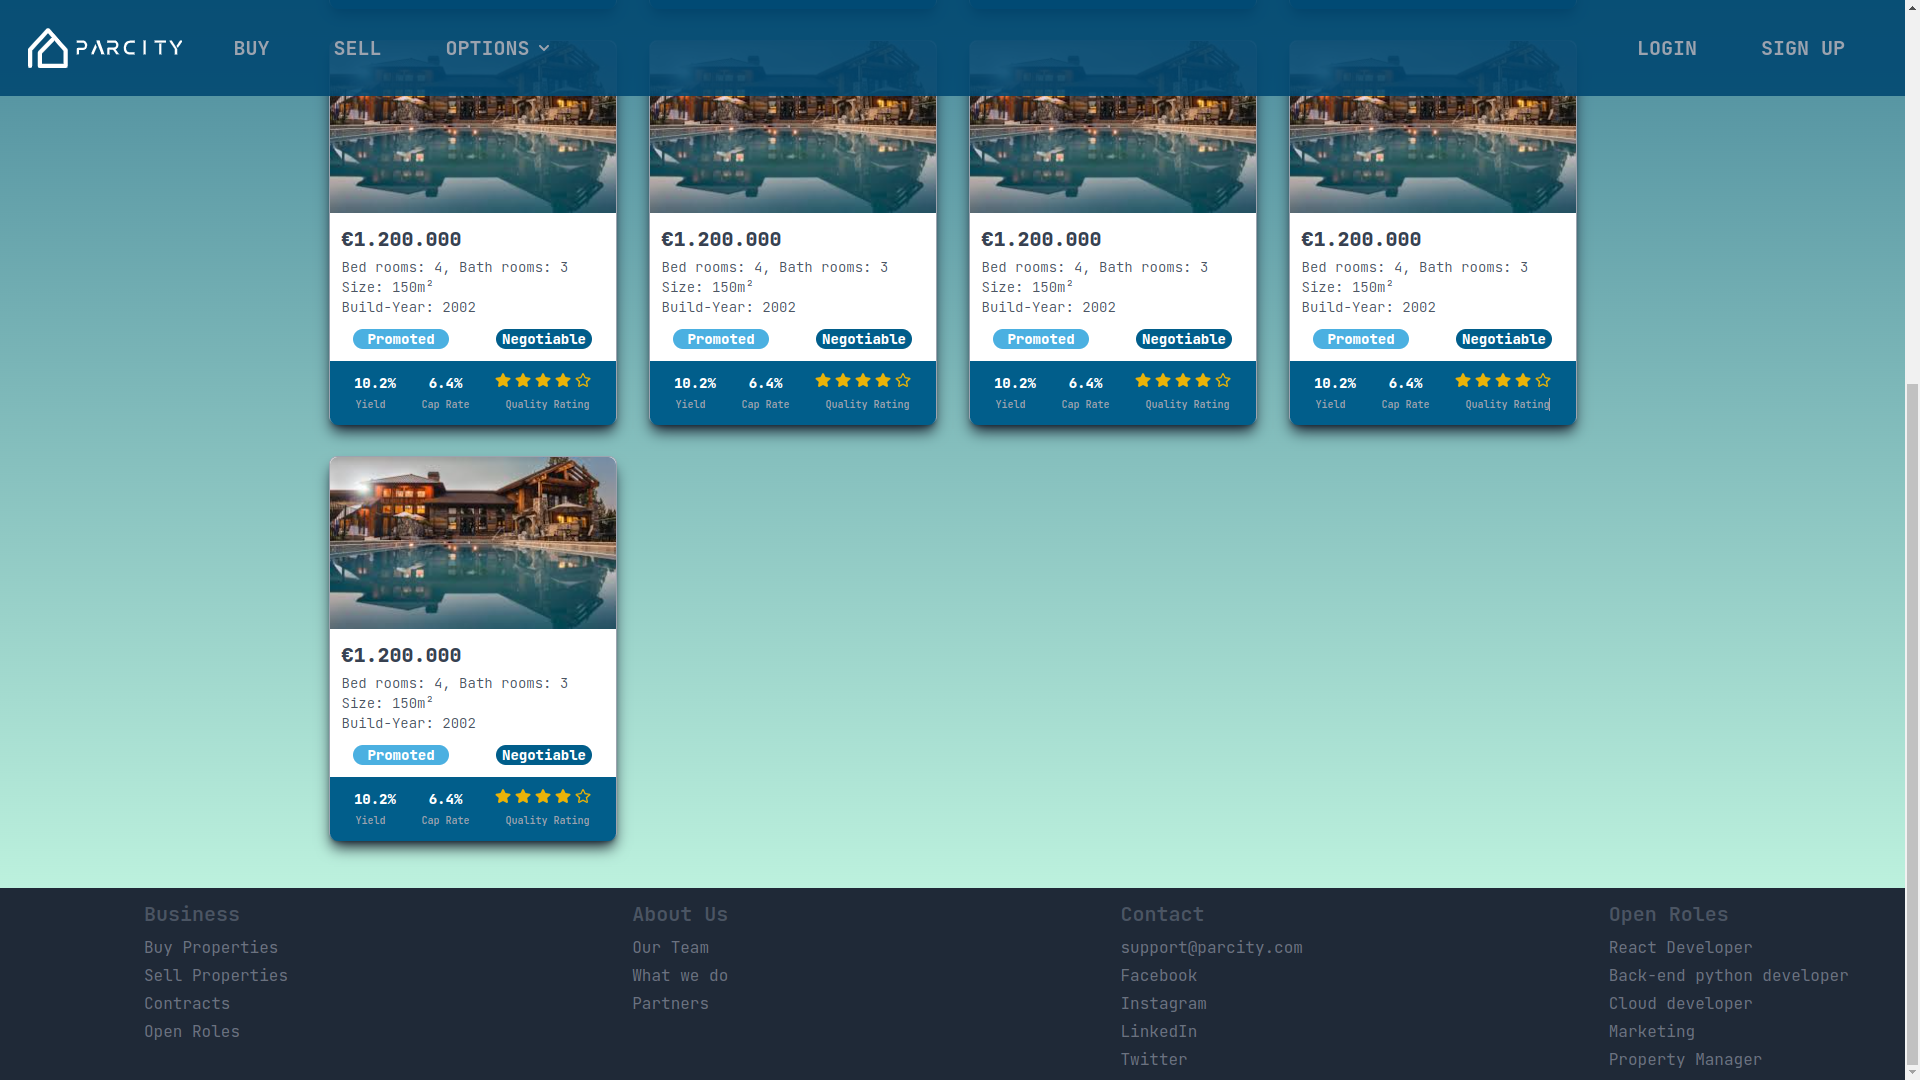 PARCITY BUY SELL OPTIONS LOGIN SIGN UP
€1.200.000
Bed rooms: 4, Bath rooms: 3
Size: 150m²
Build-Year: 2002
Promoted Negotiable
10.2% 6.4%
Yield Cap Rate Quality Rating
€1.200.000
Bed rooms: 4, Bath rooms: 3
Size: 150m²
Build-Year: 2002
Promoted Negotiable
10.2% 6.4%
Yield Cap Rate Quality Rating
€1.200.000
Bed rooms: 4, Bath rooms: 3
Size: 150m²
Build-Year: 2002
Promoted Negotiable
10.2% 6.4%
Yield Cap Rate Quality Rating
€1.200.000
Bed rooms: 4, Bath rooms: 3
Size: 150m²
Build-Year: 2002
Promoted Negotiable
10.2% 6.4%
Yield Cap Rate Quality Rating
€1.200.000
Bed rooms: 4, Bath rooms: 3
Size: 150m²
Build-Year: 2002
Promoted Negotiable
10.2% 6.4%
Yield Cap Rate Quality Rating
Business
Buy Properties
Sell Properties
Contracts
Open Roles
About Us
Our Team
What we do
Partners
Contact
support@parcity.com
Facebook
Instagram
LinkedIn
Twitter
Open Roles
React Developer
Back-end python developer
Cloud developer
Marketing
Property Manager